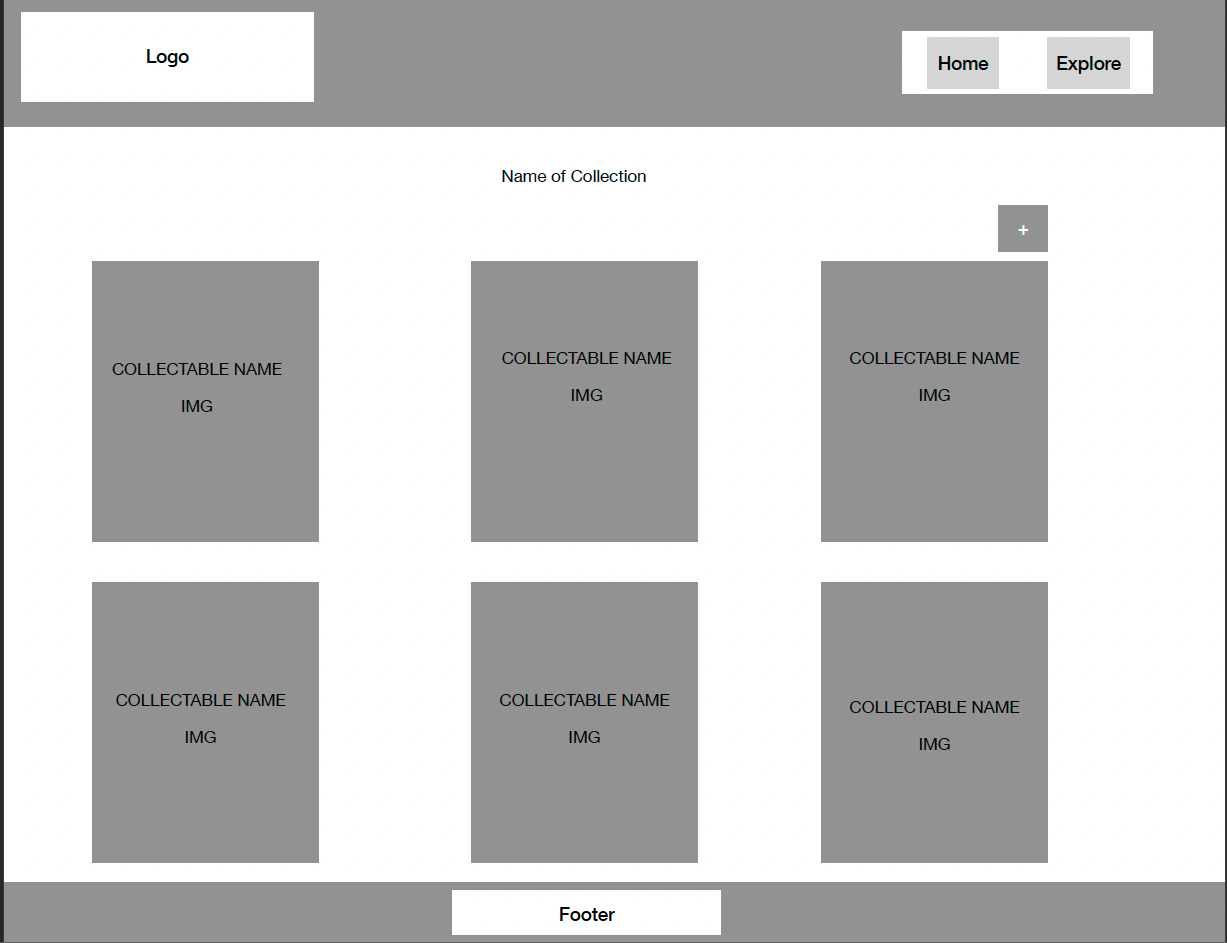 Logo
Home
Explore
Name of Collection
+
COLLECTABLE NAME
IMG
COLLECTABLE NAME
IMG
COLLECTABLE NAME
IMG
COLLECTABLE NAME
IMG
COLLECTABLE NAME
IMG
COLLECTABLE NAME
IMG
Footer